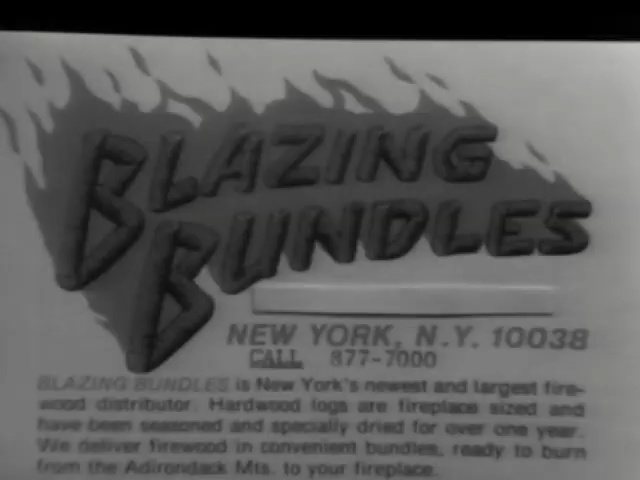 BLAZING
BUNDLES
NEW YORK, N.Y. 10038
CALL 877-7000
BLAZING BUNDLES is New York's newest and largest fire-
wood distributor. Hardwood logs are fireplace sized and
have been seasoned and specially dried for over one year.
We deliver firewood in convenient bundles, ready to burn
from the Adirondack Mts. to your fireplace.